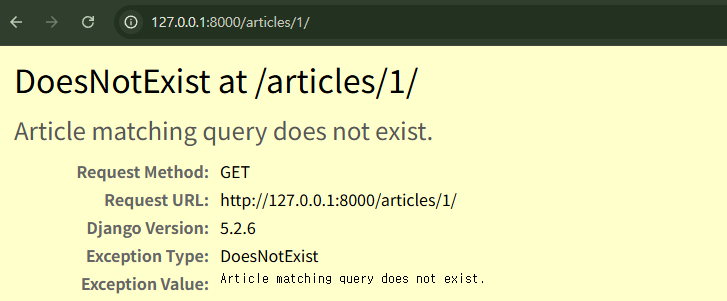 127.0.0.1:8000/articles/1/
DoesNotExist at /articles/1/
Article matching query does not exist.
Request Method: GET
Request URL: http://127.0.0.1:8000/articles/1/
Django Version: 5.2.6
Exception Type: DoesNotExist
Exception Value: Article matching query does not exist.